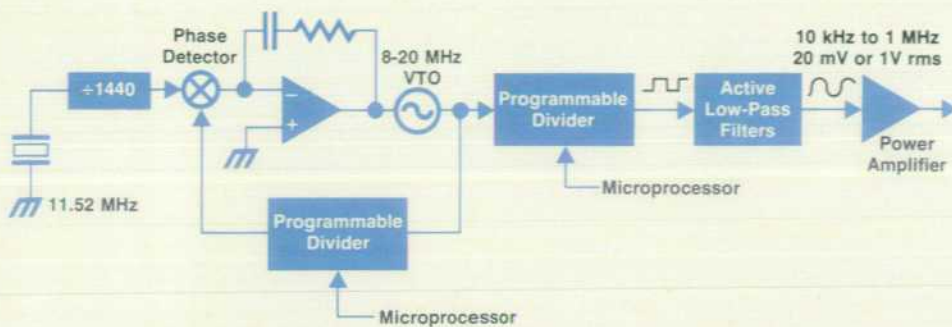 Phase
Detector
÷1440
11.52 MHz
−
+
8-20 MHz
VTO
Programmable
Divider
Microprocessor
Programmable
Divider
Microprocessor
Active
Low-Pass
Filters
10 kHz to 1 MHz
20 mV or 1V rms
Power
Amplifier